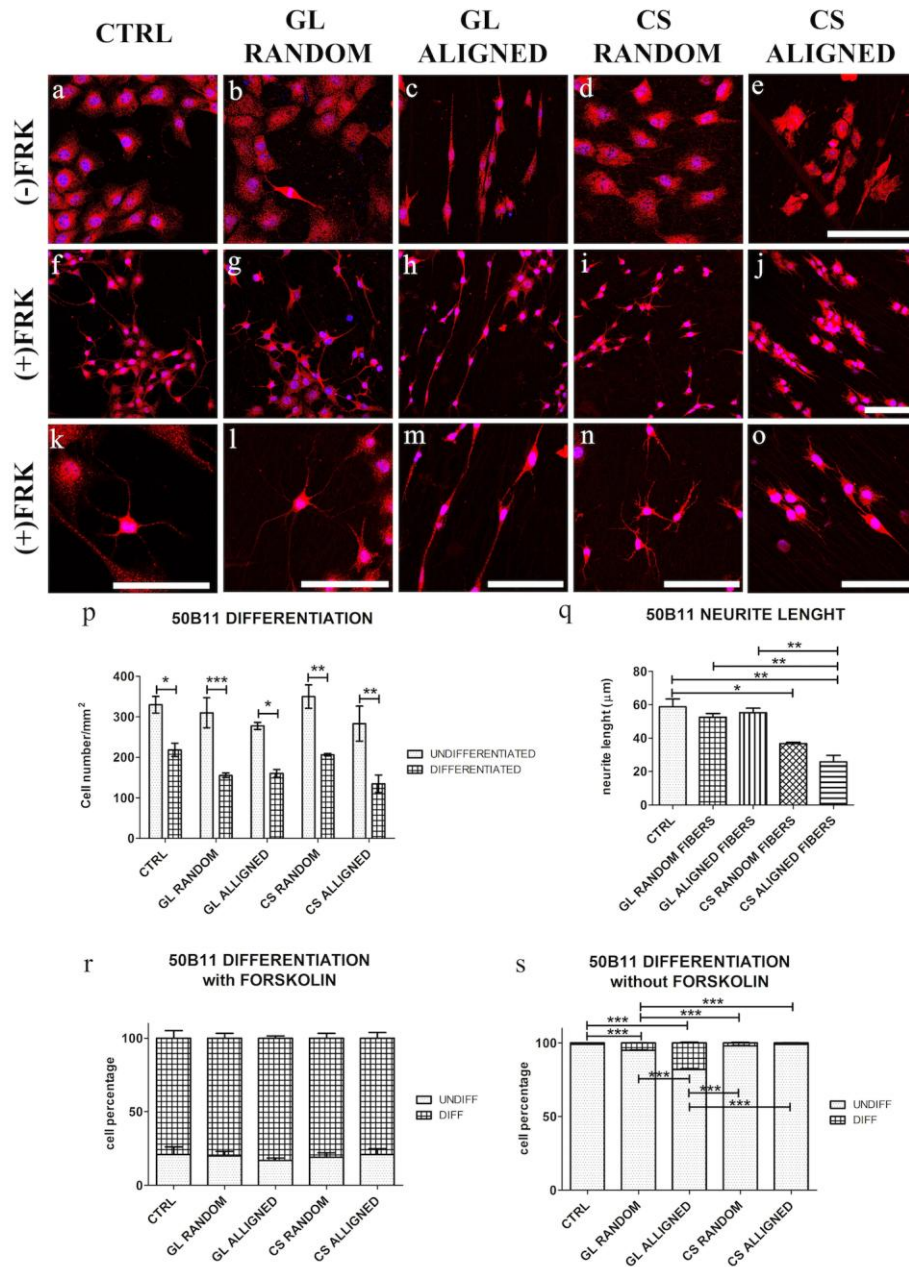 CTRL
GL RANDOM
GL ALIGNED
CS RANDOM
CS ALIGNED
(-)FRK
a
b
c
d
e
(+)FRK
f
g
h
i
j
(+)FRK
k
l
m
n
o
p
50B11 DIFFERENTIATION
Cell number/mm²
400
300
200
100
0
*
***
*
**
**
CTRL
GL RANDOM
GL ALLIGNED
CS RANDOM
CS ALLIGNED
UNDIFFERENTIATED
DIFFERENTIATED
q
50B11 NEURITE LENGHT
neurite lenght (μm)
80
60
40
20
0
**
**
**
*
CTRL
GL RANDOM FIBERS
GL ALIGNED FIBERS
CS RANDOM FIBERS
CS ALIGNED FIBERS
r
50B11 DIFFERENTIATION
with FORSKOLIN
cell percentage
100
50
0
CTRL
GL RANDOM
GL ALLIGNED
CS RANDOM
CS ALLIGNED
UNDIFF
DIFF
s
50B11 DIFFERENTIATION
without FORSKOLIN
cell percentage
100
50
0
***
***
***
***
***
***
***
CTRL
GL RANDOM
GL ALLIGNED
CS RANDOM
CS ALLIGNED
UNDIFF
DIFF